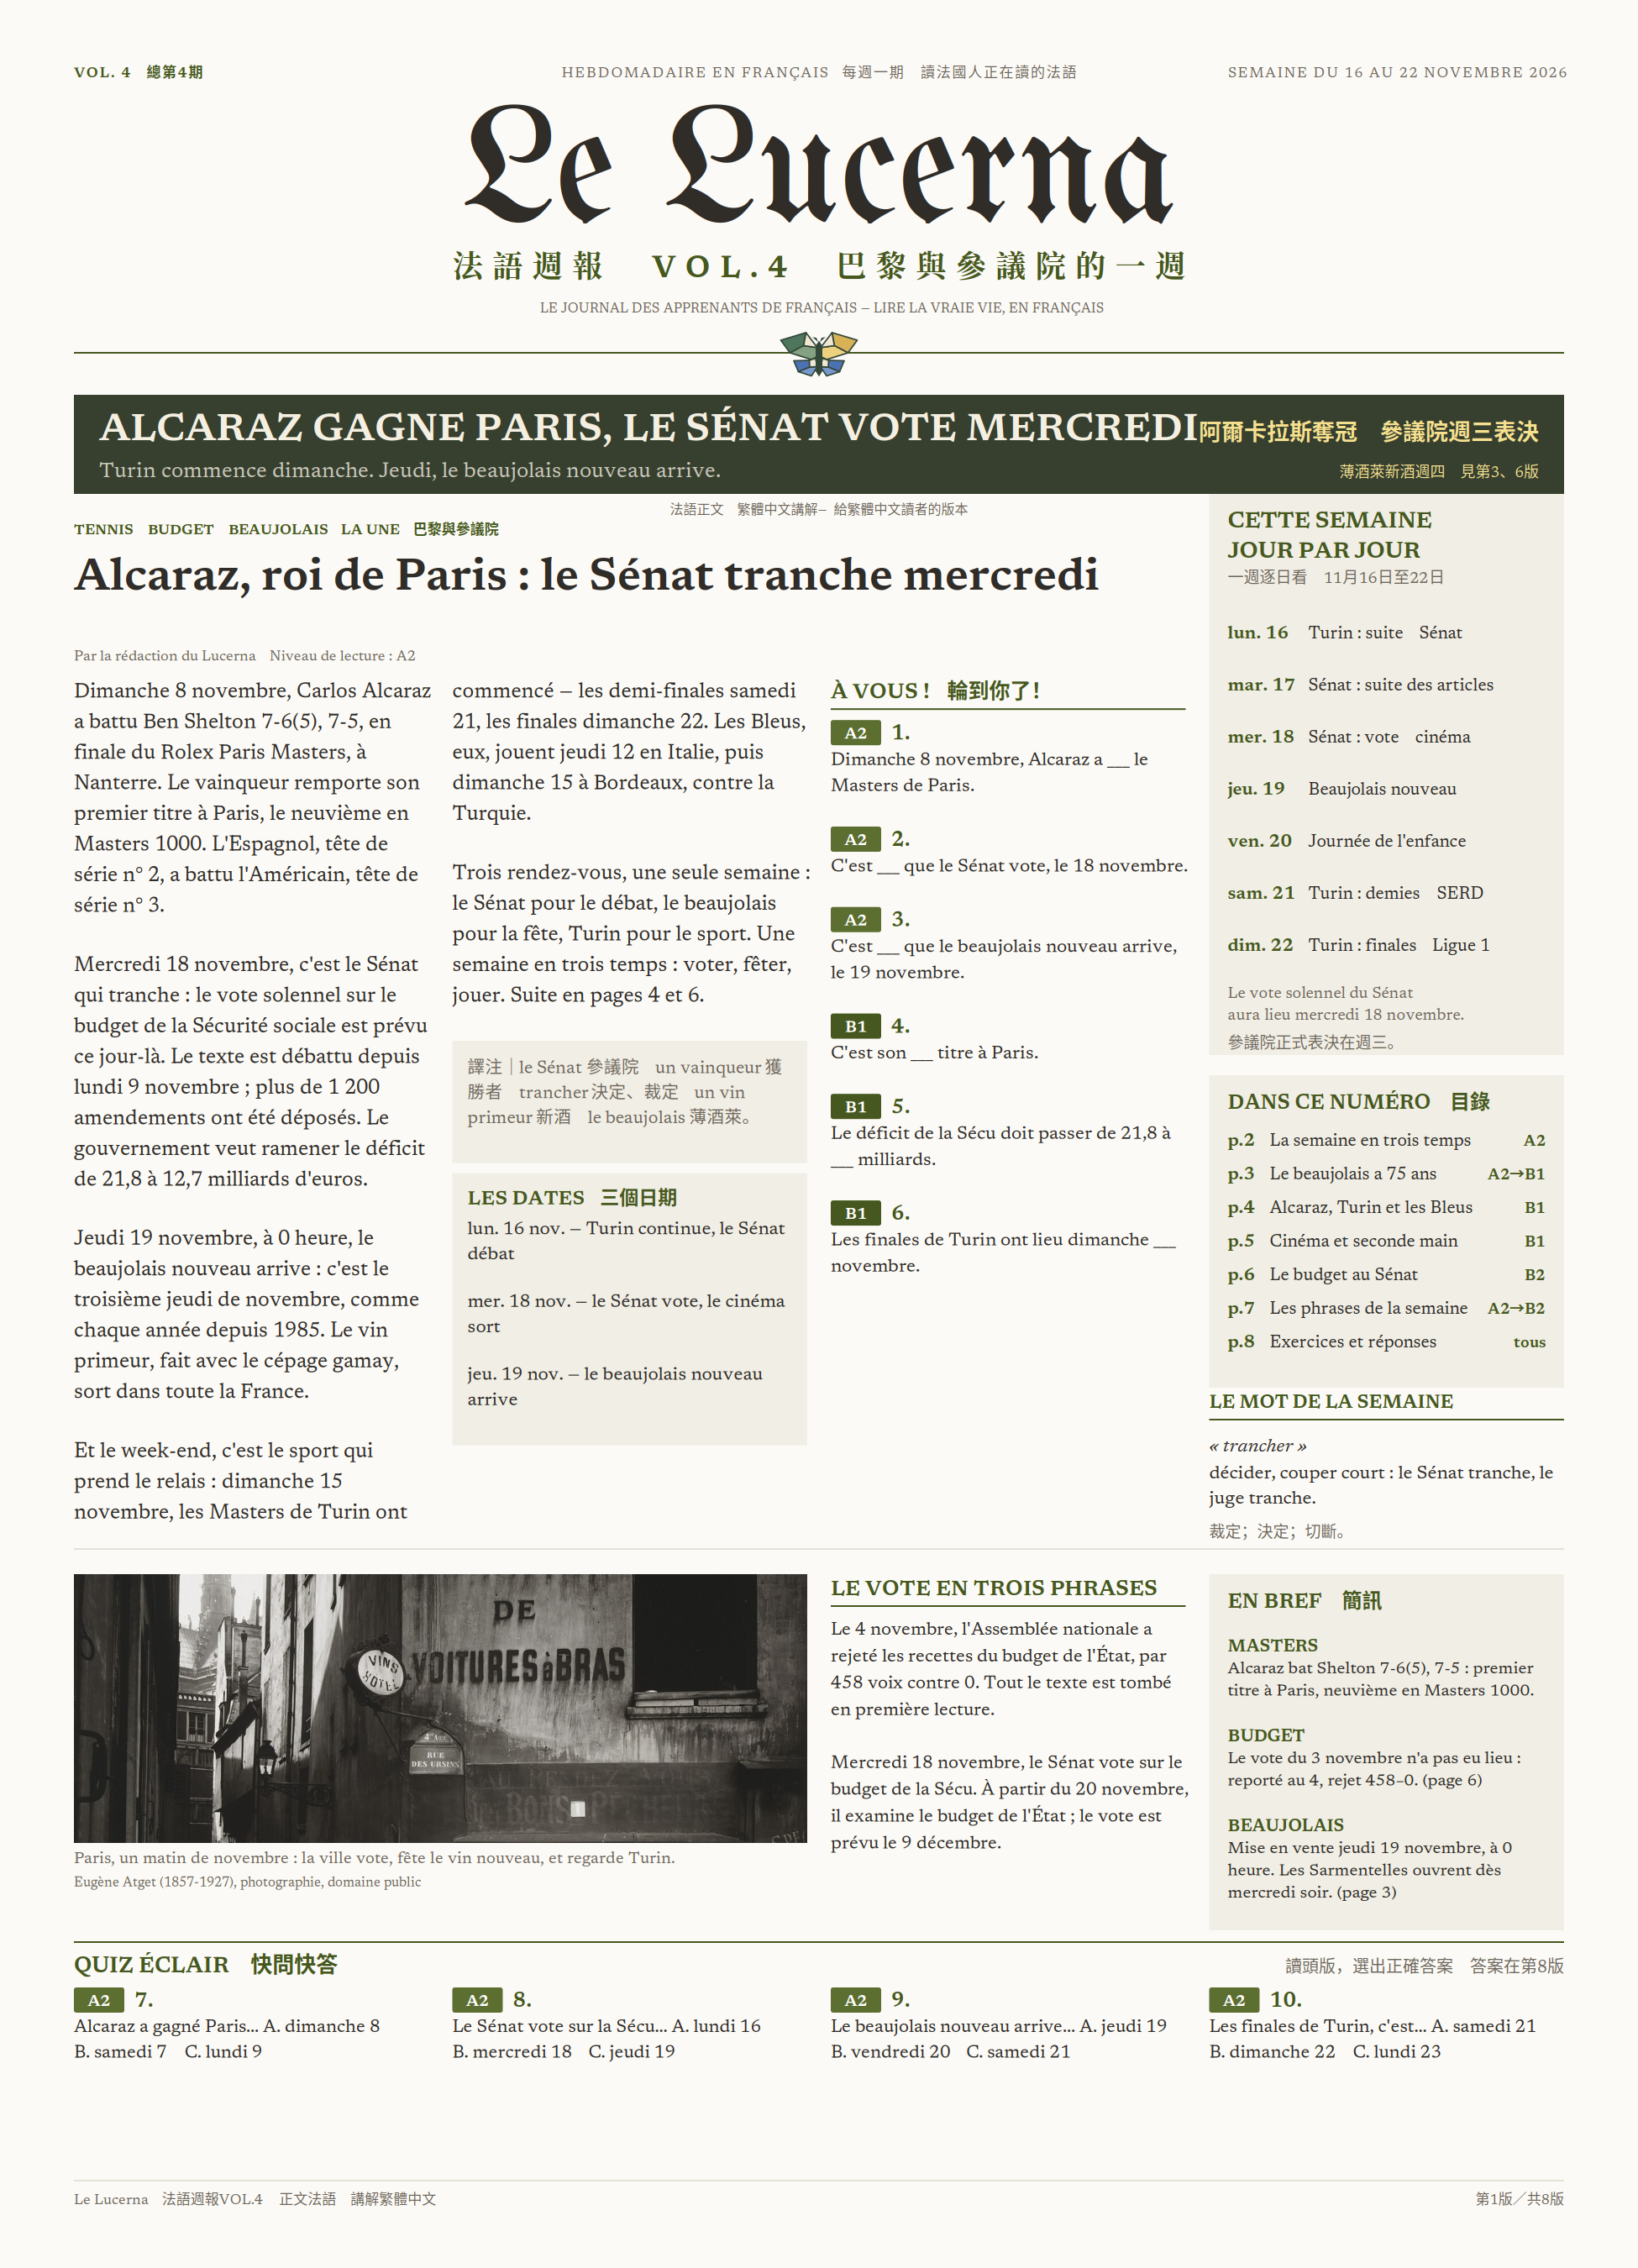 VOL. 4 總第4期
HEBDOMADAIRE EN FRANÇAIS 每週一期 讀法國人正在讀的法語
SEMAINE DU 16 AU 22 NOVEMBRE 2026
Le Lucerna
法語週報 VOL.4 巴黎與參議院的一週
LE JOURNAL DES APPRENANTS DE FRANÇAIS – LIRE LA VRAIE VIE, EN FRANÇAIS
ALCARAZ GAGNE PARIS, LE SÉNAT VOTE MERCREDI
阿爾卡拉斯奪冠 參議院週三表決
Turin commence dimanche. Jeudi, le beaujolais nouveau arrive.
薄酒萊新酒週四 見第3、6版
法語正文 繁體中文講解– 給繁體中文讀者的版本
TENNIS BUDGET BEAUJOLAIS LA UNE 巴黎與參議院
Alcaraz, roi de Paris : le Sénat tranche mercredi
Par la rédaction du Lucerna Niveau de lecture : A2
Dimanche 8 novembre, Carlos Alcaraz
a battu Ben Shelton 7-6(5), 7-5, en
finale du Rolex Paris Masters, à
Nanterre. Le vainqueur remporte son
premier titre à Paris, le neuvième en
Masters 1000. L'Espagnol, tête de
série n° 2, a battu l'Américain, tête de
série n° 3.
Mercredi 18 novembre, c'est le Sénat
qui tranche : le vote solennel sur le
budget de la Sécurité sociale est prévu
ce jour-là. Le texte est débattu depuis
lundi 9 novembre ; plus de 1 200
amendements ont été déposés. Le
gouvernement veut ramener le déficit
de 21,8 à 12,7 milliards d'euros.
Jeudi 19 novembre, à 0 heure, le
beaujolais nouveau arrive : c'est le
troisième jeudi de novembre, comme
chaque année depuis 1985. Le vin
primeur, fait avec le cépage gamay,
sort dans toute la France.
Et le week-end, c'est le sport qui
prend le relais : dimanche 15
novembre, les Masters de Turin ont
commencé – les demi-finales samedi
21, les finales dimanche 22. Les Bleus,
eux, jouent jeudi 12 en Italie, puis
dimanche 15 à Bordeaux, contre la
Turquie.
Trois rendez-vous, une seule semaine :
le Sénat pour le débat, le beaujolais
pour la fête, Turin pour le sport. Une
semaine en trois temps : voter, fêter,
jouer. Suite en pages 4 et 6.
譯注｜le Sénat 參議院 un vainqueur 獲
勝者 trancher 決定、裁定 un vin
primeur 新酒 le beaujolais 薄酒萊。
LES DATES 三個日期
lun. 16 nov. – Turin continue, le Sénat
débat
mer. 18 nov. – le Sénat vote, le cinéma
sort
jeu. 19 nov. – le beaujolais nouveau
arrive
À VOUS ! 輪到你了！
A2 1.
Dimanche 8 novembre, Alcaraz a ___ le
Masters de Paris.
A2 2.
C'est ___ que le Sénat vote, le 18 novembre.
A2 3.
C'est ___ que le beaujolais nouveau arrive,
le 19 novembre.
B1 4.
C'est son ___ titre à Paris.
B1 5.
Le déficit de la Sécu doit passer de 21,8 à
___ milliards.
B1 6.
Les finales de Turin ont lieu dimanche ___
novembre.
CETTE SEMAINE
JOUR PAR JOUR
一週逐日看 11月16日至22日
lun. 16 Turin : suite Sénat
mar. 17 Sénat : suite des articles
mer. 18 Sénat : vote cinéma
jeu. 19 Beaujolais nouveau
ven. 20 Journée de l'enfance
sam. 21 Turin : demies SERD
dim. 22 Turin : finales Ligue 1
Le vote solennel du Sénat
aura lieu mercredi 18 novembre.
參議院正式表決在週三。
DANS CE NUMÉRO 目錄
p.2 La semaine en trois temps A2
p.3 Le beaujolais a 75 ans A2→B1
p.4 Alcaraz, Turin et les Bleus B1
p.5 Cinéma et seconde main B1
p.6 Le budget au Sénat B2
p.7 Les phrases de la semaine A2→B2
p.8 Exercices et réponses tous
LE MOT DE LA SEMAINE
« trancher »
décider, couper court : le Sénat tranche, le
juge tranche.
裁定；決定；切斷。
DE
VOITURES à BRAS
VINS
HOTEL
4e Arr.
RUE
DES URSINS
Paris, un matin de novembre : la ville vote, fête le vin nouveau, et regarde Turin.
Eugène Atget (1857-1927), photographie, domaine public
LE VOTE EN TROIS PHRASES
Le 4 novembre, l'Assemblée nationale a
rejeté les recettes du budget de l'État, par
458 voix contre 0. Tout le texte est tombé
en première lecture.
Mercredi 18 novembre, le Sénat vote sur le
budget de la Sécu. À partir du 20 novembre,
il examine le budget de l'État ; le vote est
prévu le 9 décembre.
EN BREF 簡訊
MASTERS
Alcaraz bat Shelton 7-6(5), 7-5 : premier
titre à Paris, neuvième en Masters 1000.
BUDGET
Le vote du 3 novembre n'a pas eu lieu :
reporté au 4, rejet 458–0. (page 6)
BEAUJOLAIS
Mise en vente jeudi 19 novembre, à 0
heure. Les Sarmentelles ouvrent dès
mercredi soir. (page 3)
QUIZ ÉCLAIR 快問快答
讀頭版，選出正確答案 答案在第8版
A2 7.
Alcaraz a gagné Paris... A. dimanche 8
B. samedi 7 C. lundi 9
A2 8.
Le Sénat vote sur la Sécu... A. lundi 16
B. mercredi 18 C. jeudi 19
A2 9.
Le beaujolais nouveau arrive... A. jeudi 19
B. vendredi 20 C. samedi 21
A2 10.
Les finales de Turin, c'est... A. samedi 21
B. dimanche 22 C. lundi 23
Le Lucerna 法語週報VOL.4 正文法語 講解繁體中文
第1版／共8版